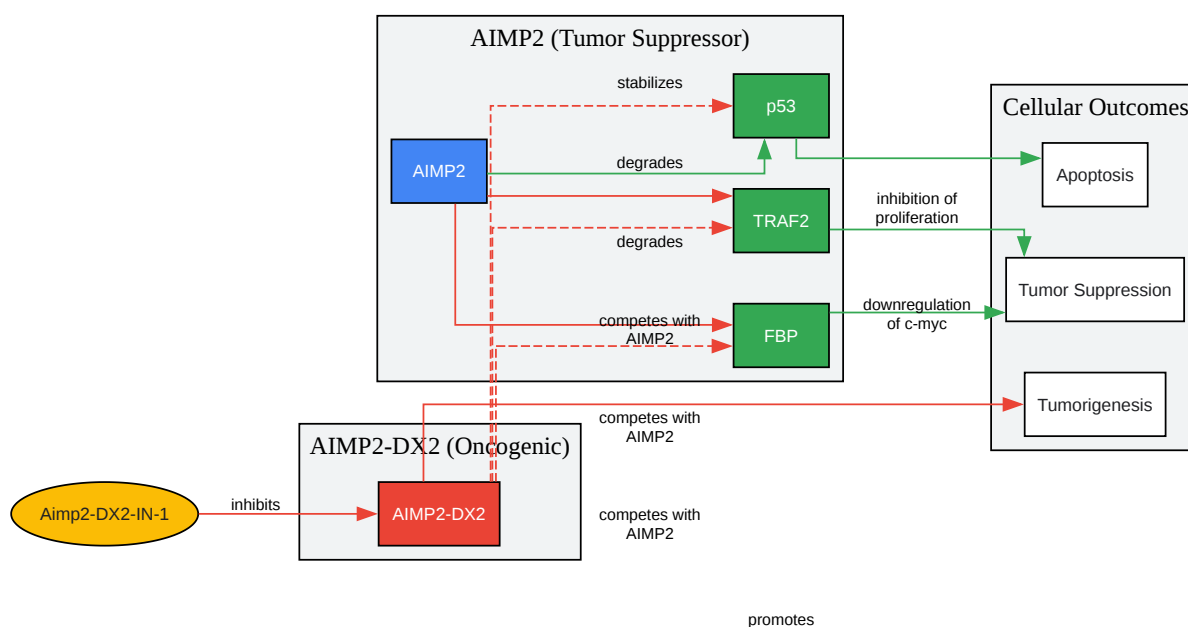 AIMP2 (Tumor Suppressor)
stabilizes
p53
Cellular Outcomes
AIMP2
degrades
Apoptosis
TRAF2
inhibition of
proliferation
degrades
Tumor Suppression
competes with
AIMP2
FBP
downregulation
of c-myc
Tumorigenesis
competes with
AIMP2
AIMP2-DX2 (Oncogenic)
Aimp2-DX2-IN-1
inhibits
AIMP2-DX2
competes with
AIMP2
promotes